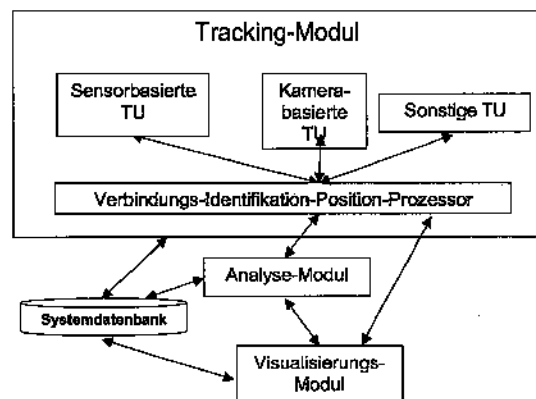 Tracking-Modul
Sensorbasierte
TU
Kamera-
basierte
TU
Sonstige TU
Verbindungs-Identifikation-Position-Prozessor
Analyse-Modul
Systemdatenbank
Visualisierungs-
Modul